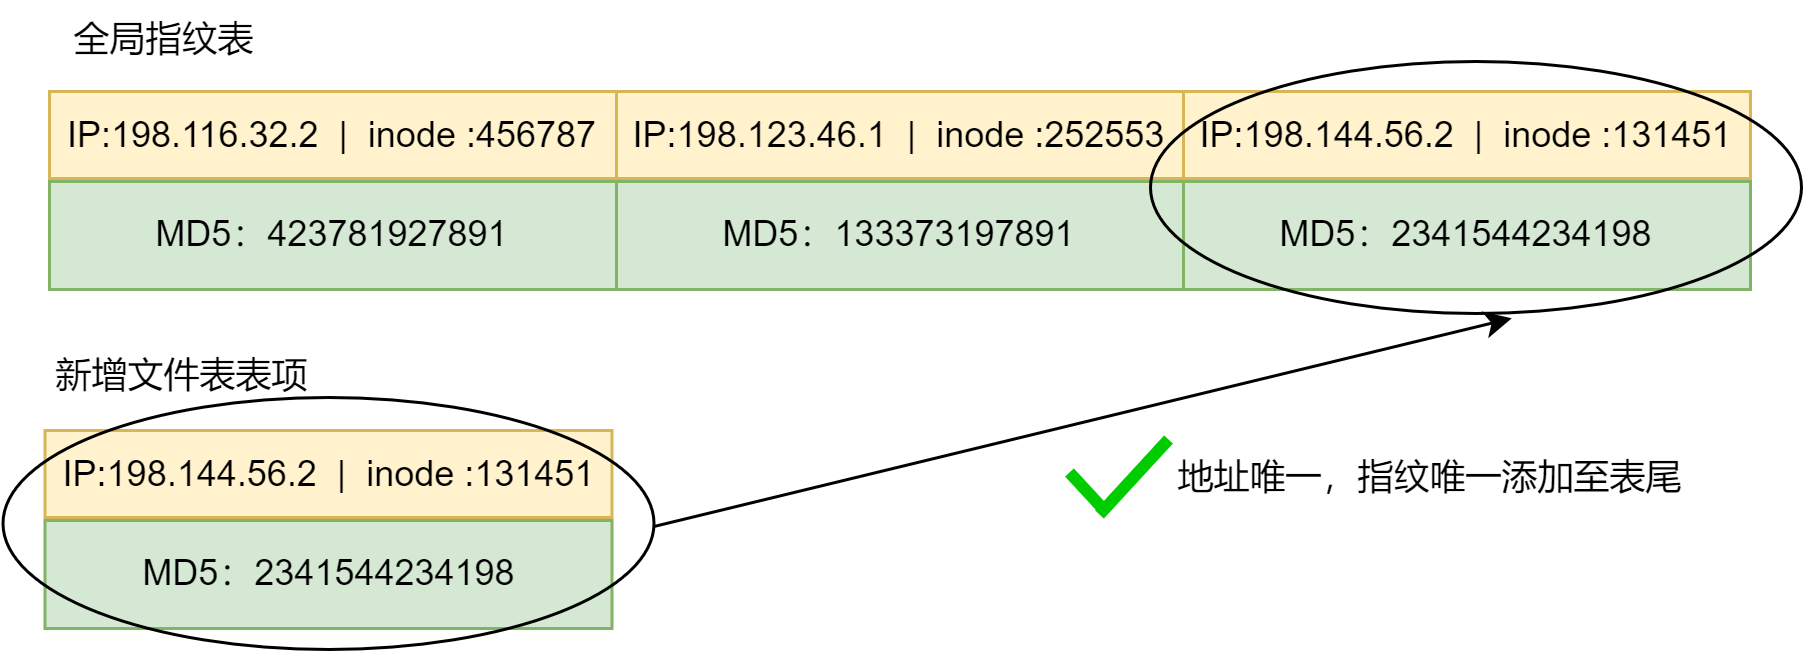 全局指纹表
IP:198.116.32.2 | inode :456787
IP:198.123.46.1 | inode :252553
IP:198.144.56.2 | inode :131451
MD5：423781927891
MD5：133373197891
MD5：2341544234198
新增文件表表项
IP:198.144.56.2 | inode :131451
MD5：2341544234198
地址唯一，指纹唯一添加至表尾